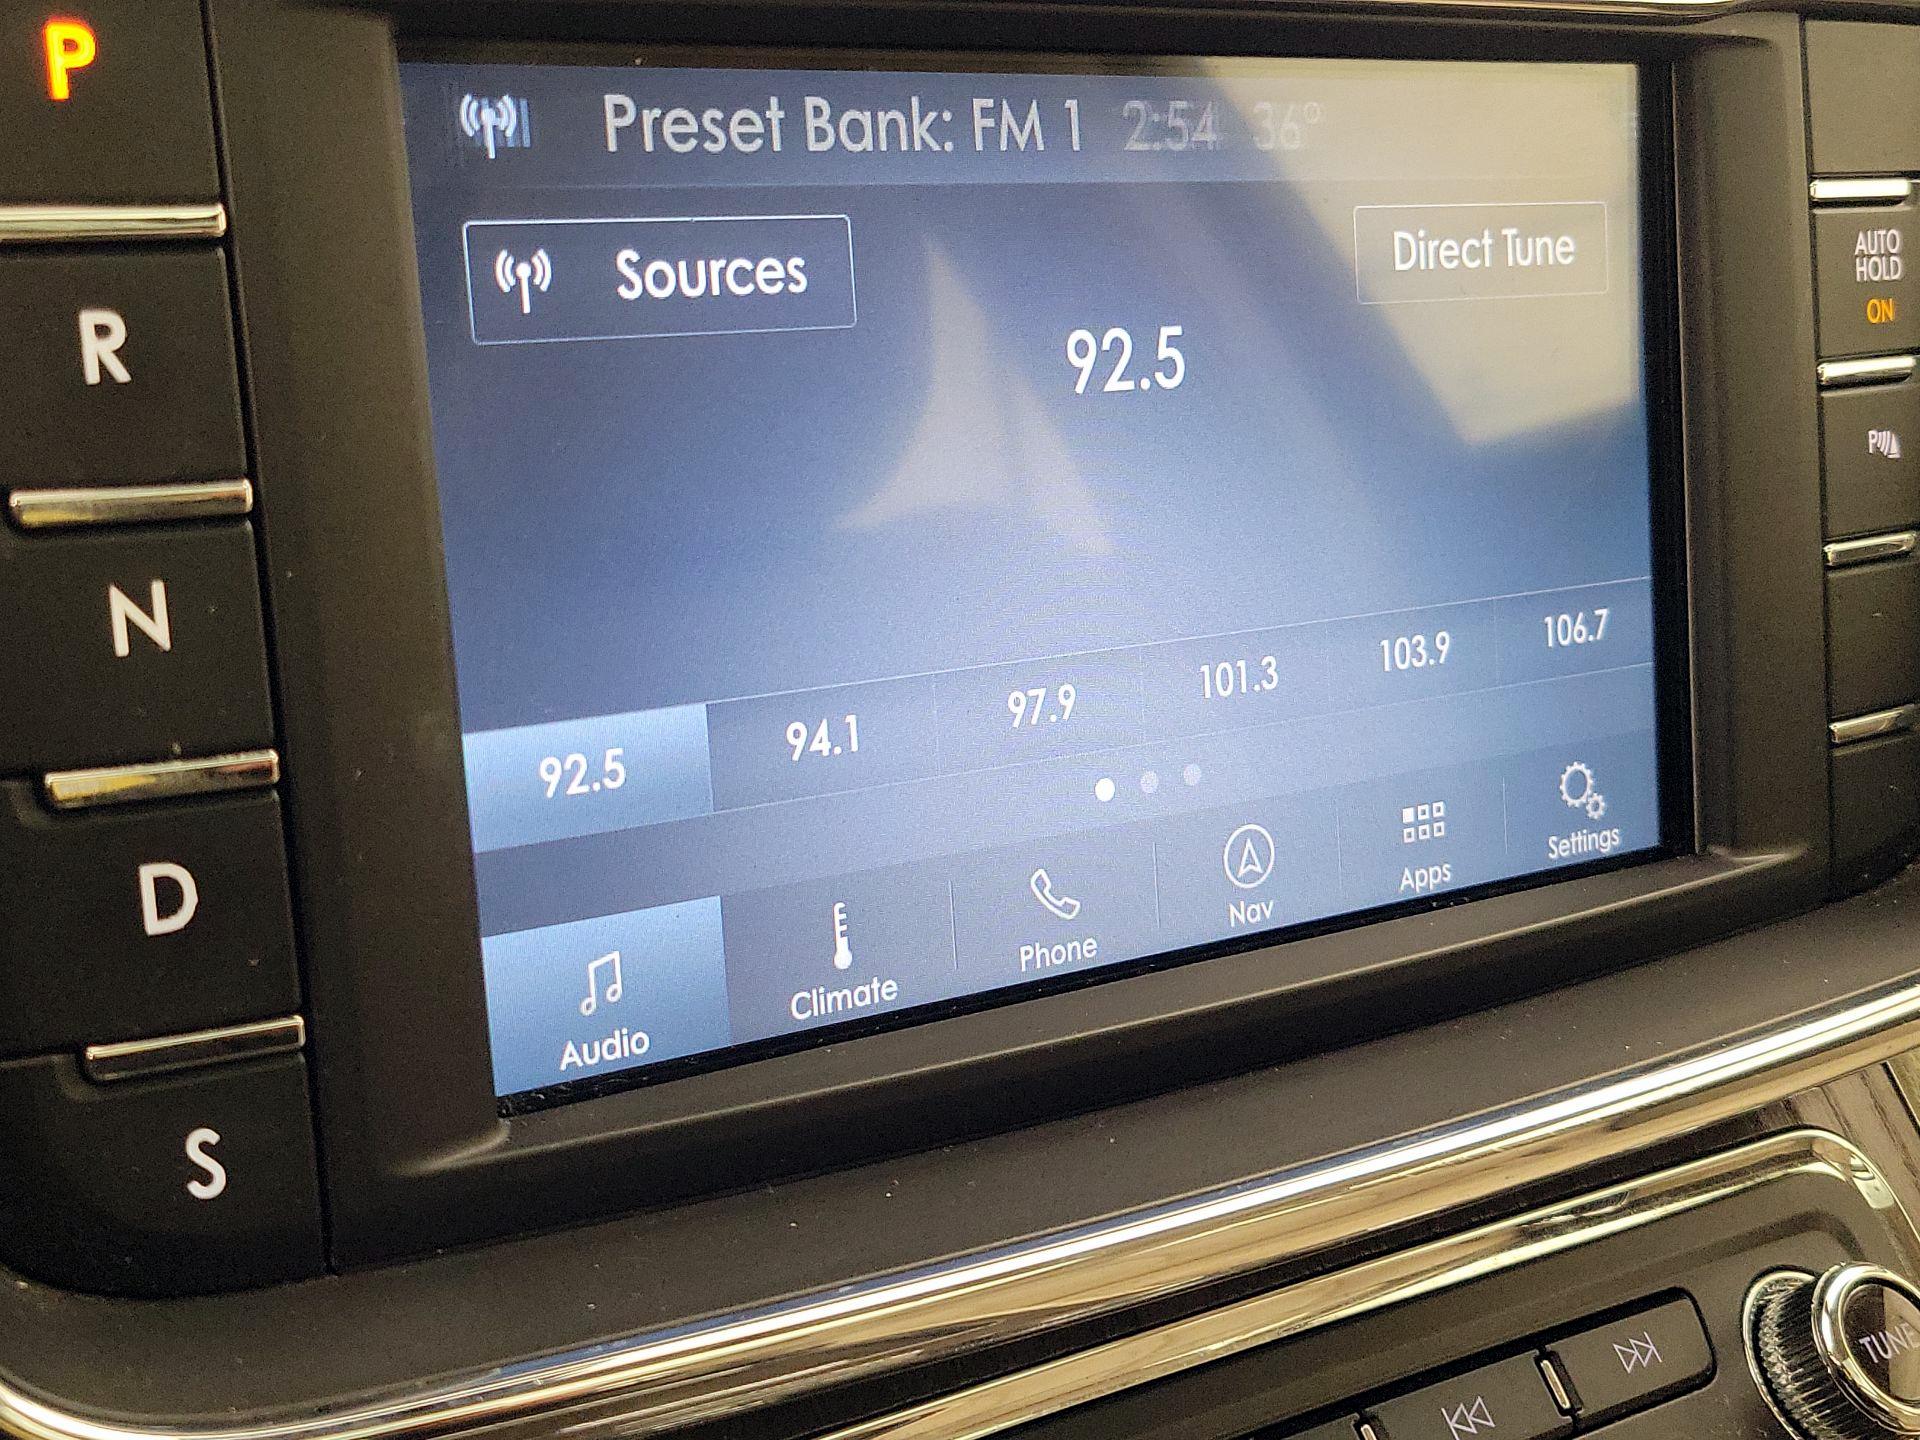 P
R
N
D
S
Preset Bank: FM 1 2:54 36°
Sources
Direct Tune
92.5
92.5 94.1 97.9 101.3 103.9 106.7
Audio Climate Phone Nav Apps Settings
AUTO
HOLD
ON
P
TUNE